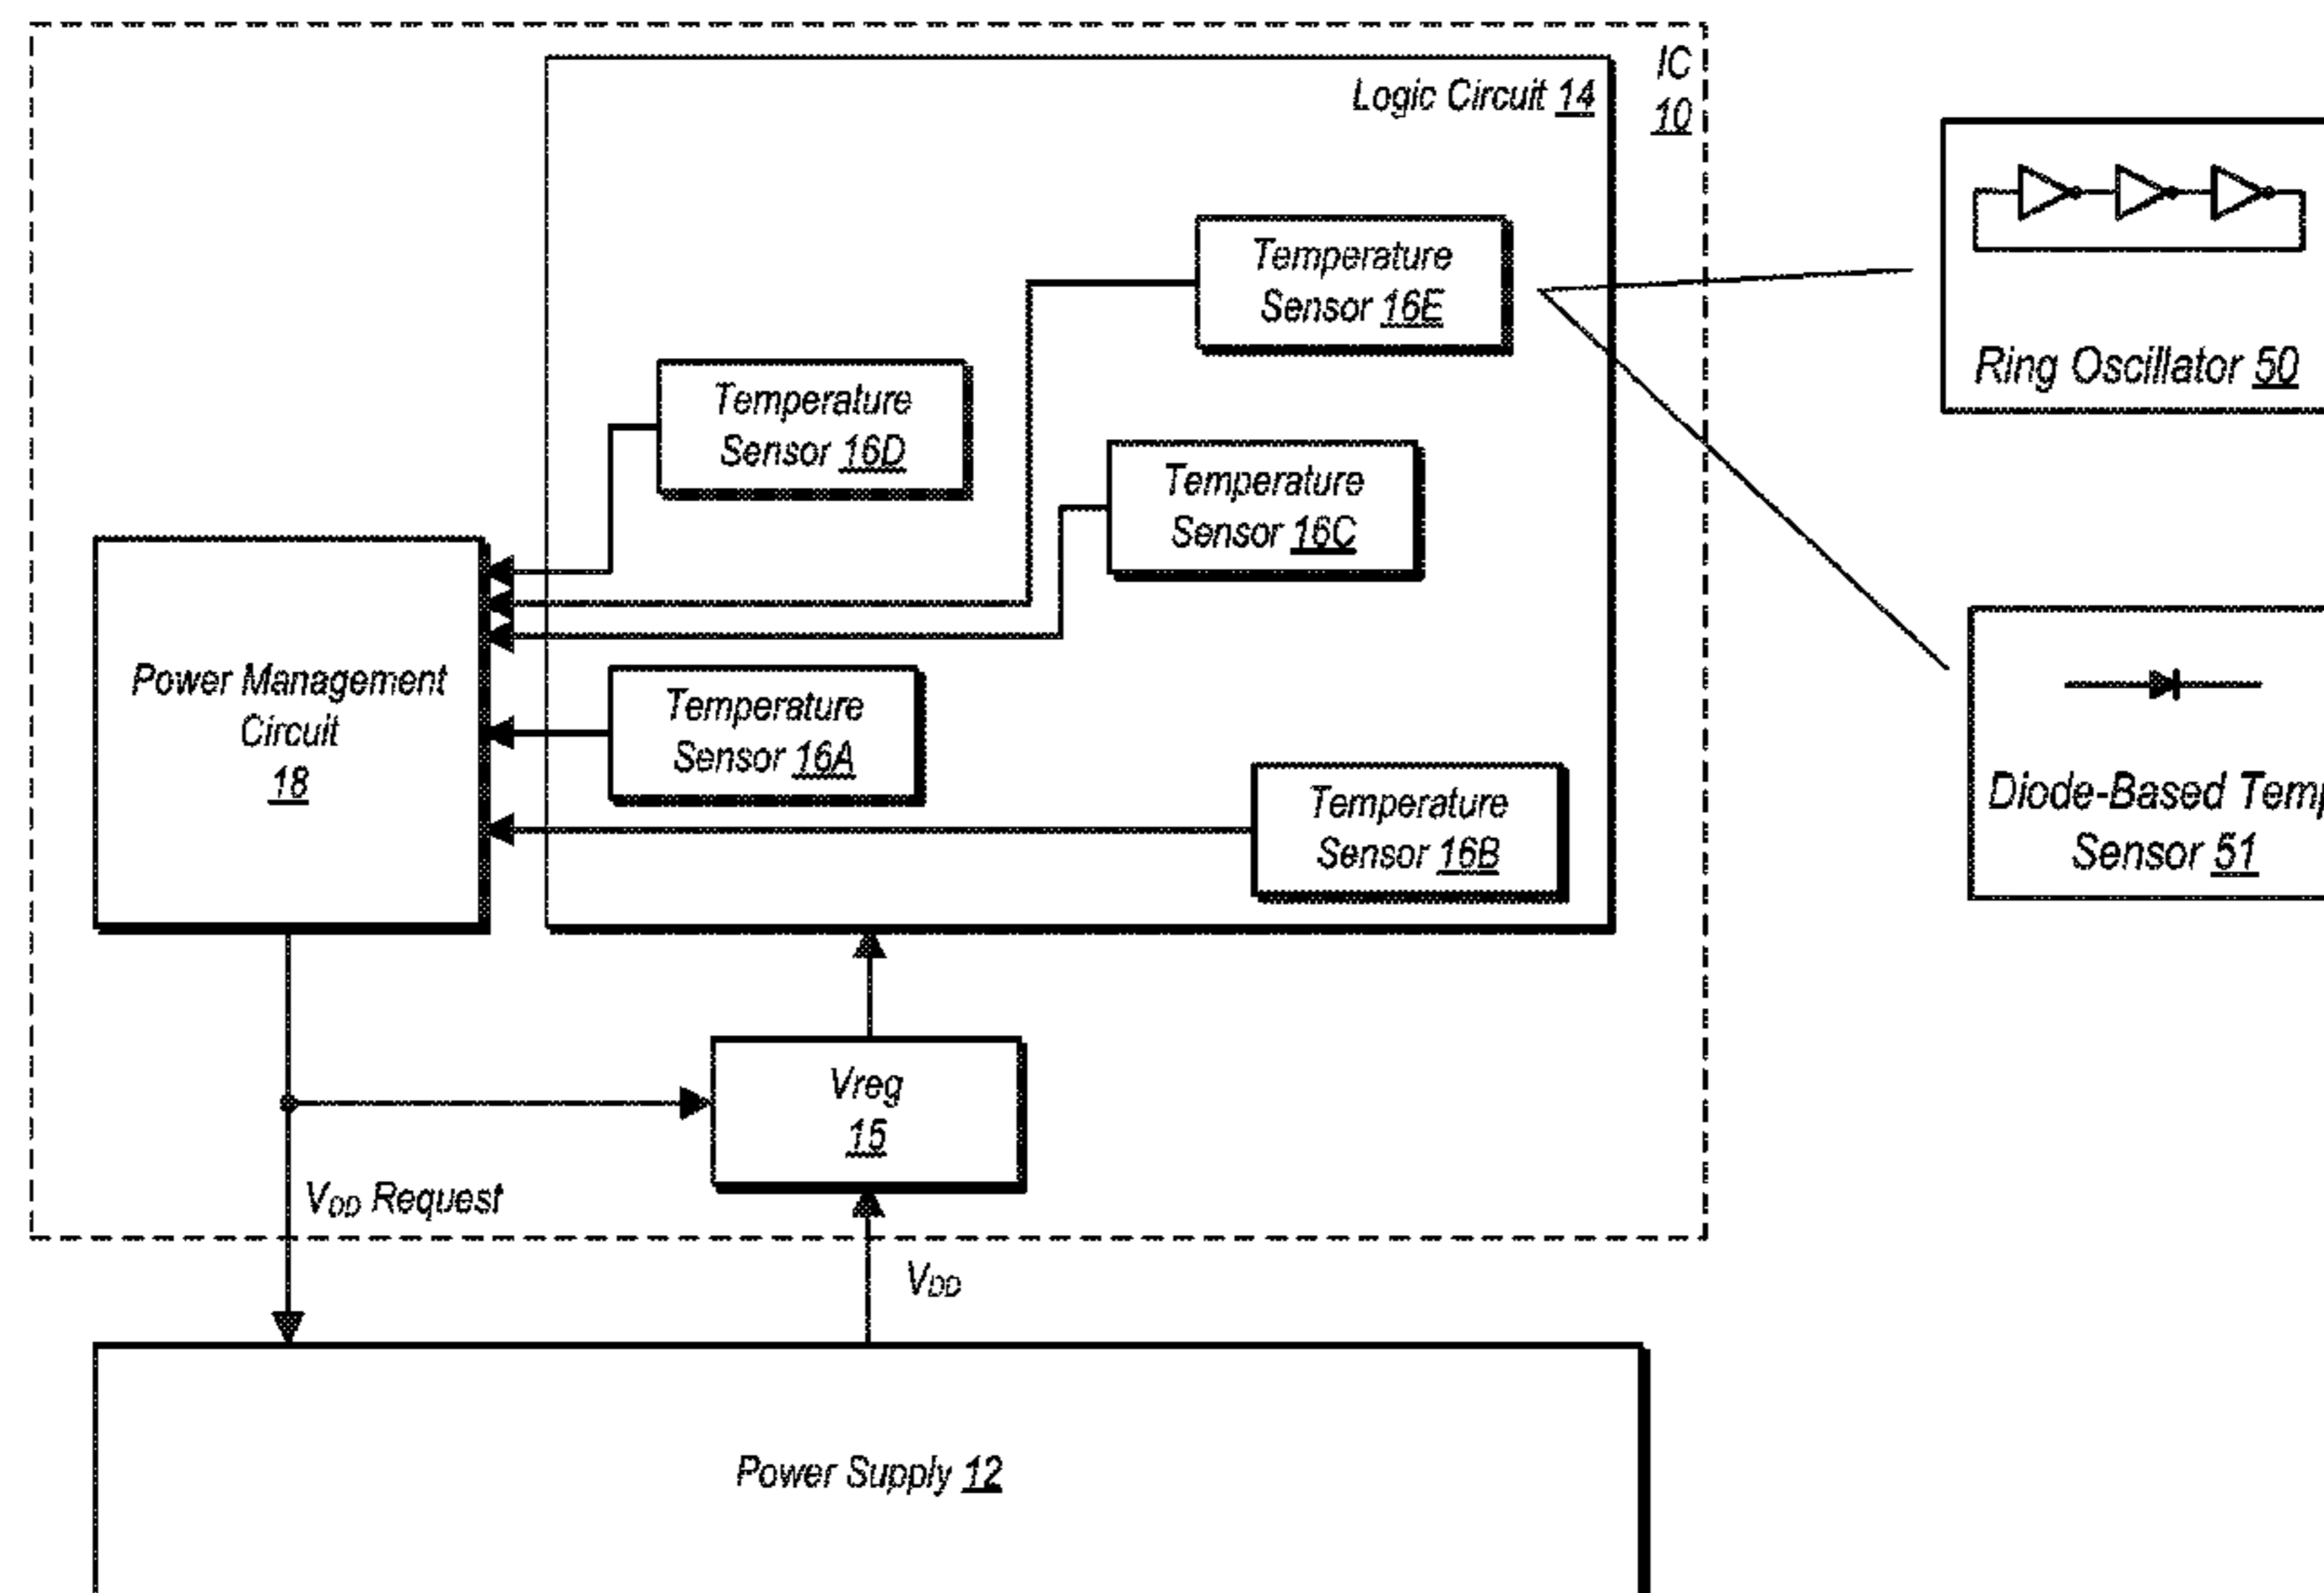 IC
10
Logic Circuit 14
Temperature
Sensor 16E
Ring Oscillator 50
Temperature
Sensor 16D
Temperature
Sensor 16C
Power Management
Circuit
18
Temperature
Sensor 16A
Temperature
Sensor 16B
Diode-Based Temp
Sensor 51
Vreg
15
VDD Request
VDD
Power Supply 12